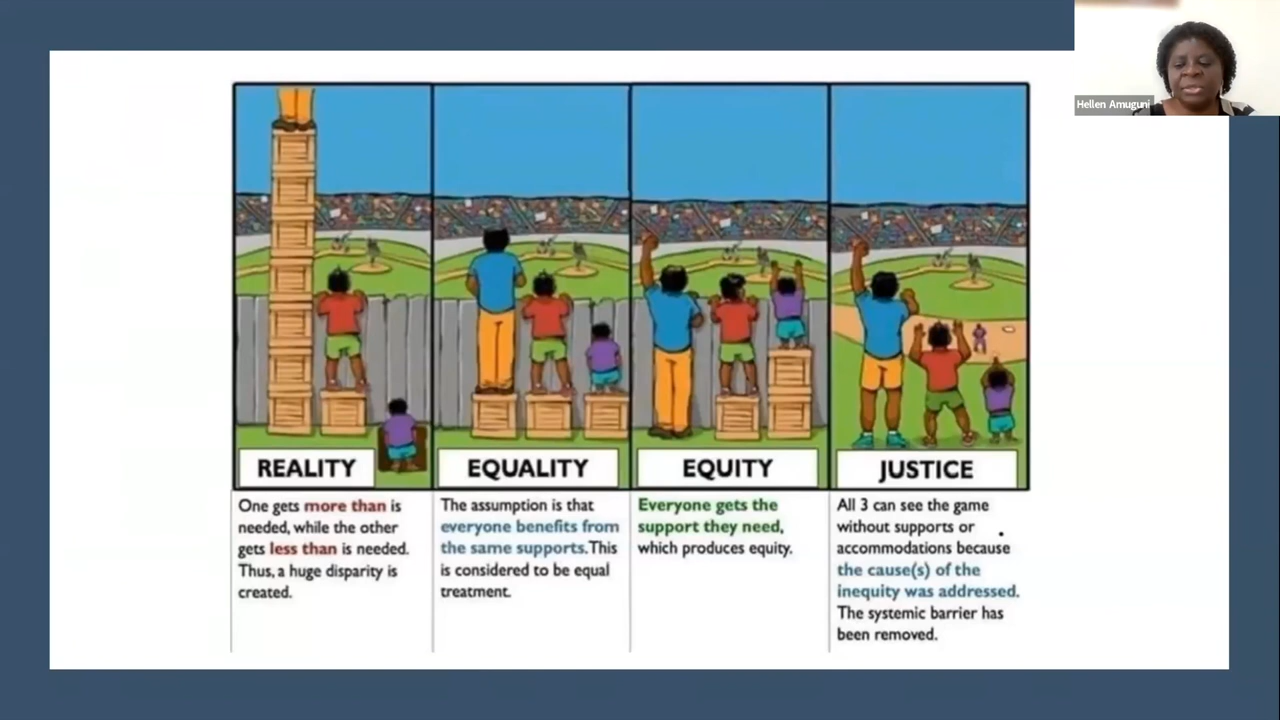 Hellen Amuguni
REALITY
One gets more than is
needed, while the other
gets less than is needed.
Thus, a huge disparity is
created.
EQUALITY
The assumption is that
everyone benefits from
the same supports. This
is considered to be equal
treatment.
EQUITY
Everyone gets the
support they need,
which produces equity.
JUSTICE
All 3 can see the game
without supports or
accommodations because
the cause(s) of the
inequity was addressed.
The systemic barrier has
been removed.